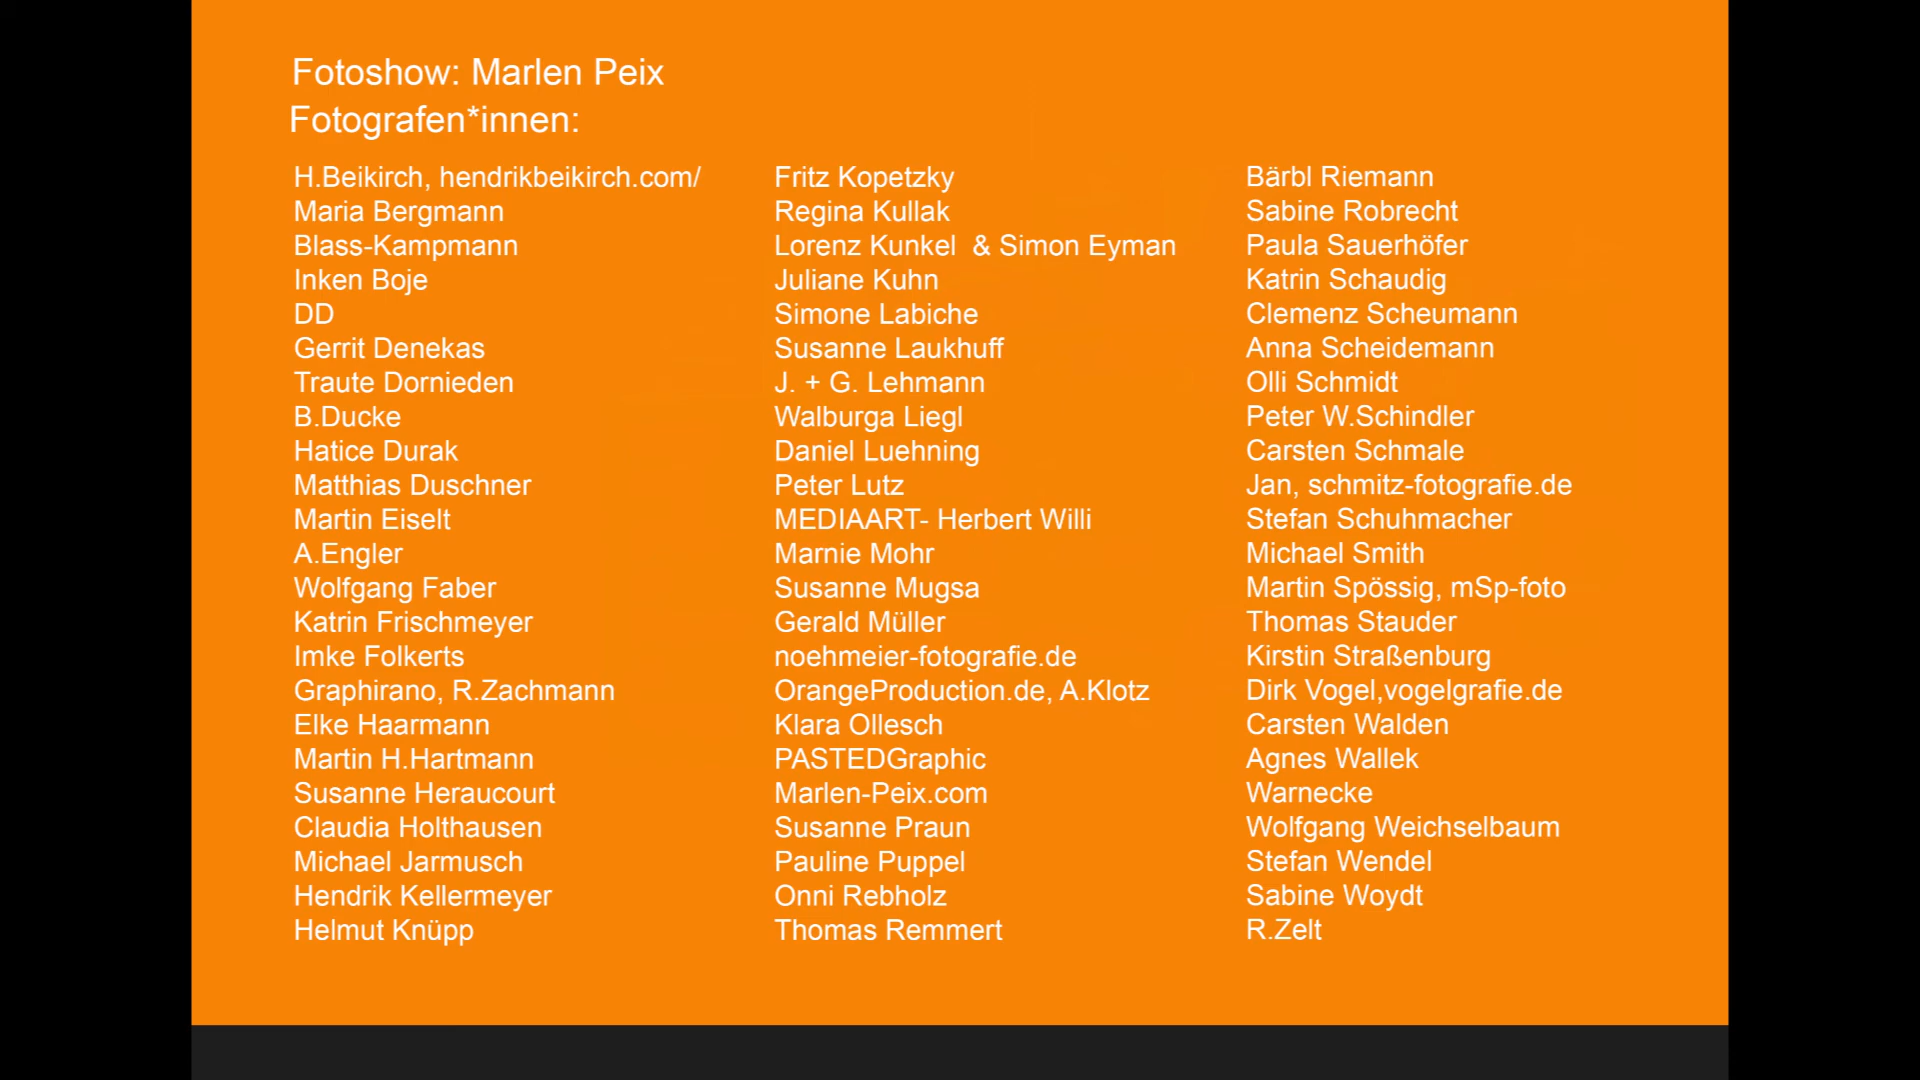 Fotoshow: Marlen Peix
Fotografen*innen:
H.Beikirch, hendrikbeikirch.com/
Maria Bergmann
Blass-Kampmann
Inken Boje
DD
Gerrit Denekas
Traute Dornieden
B.Ducke
Hatice Durak
Matthias Duschner
Martin Eiselt
A.Engler
Wolfgang Faber
Katrin Frischmeyer
Imke Folkerts
Graphirano, R.Zachmann
Elke Haarmann
Martin H.Hartmann
Susanne Heraucourt
Claudia Holthausen
Michael Jarmusch
Hendrik Kellermeyer
Helmut Knüpp
Fritz Kopetzky
Regina Kullak
Lorenz Kunkel  & Simon Eyman
Juliane Kuhn
Simone Labiche
Susanne Laukhuff
J. + G. Lehmann
Walburga Liegl
Daniel Luehning
Peter Lutz
MEDIAART- Herbert Willi
Marnie Mohr
Susanne Mugsa
Gerald Müller
noehmeier-fotografie.de
OrangeProduction.de, A.Klotz
Klara Ollesch
PASTEDGraphic
Marlen-Peix.com
Susanne Praun
Pauline Puppel
Onni Rebholz
Thomas Remmert
Bärbl Riemann
Sabine Robrecht
Paula Sauerhöfer
Katrin Schaudig
Clemenz Scheumann
Anna Scheidemann
Olli Schmidt
Peter W.Schindler
Carsten Schmale
Jan, schmitz-fotografie.de
Stefan Schuhmacher
Michael Smith
Martin Spössig, mSp-foto
Thomas Stauder
Kirstin Straßenburg
Dirk Vogel,vogelgrafie.de
Carsten Walden
Agnes Wallek
Warnecke
Wolfgang Weichselbaum
Stefan Wendel
Sabine Woydt
R.Zelt